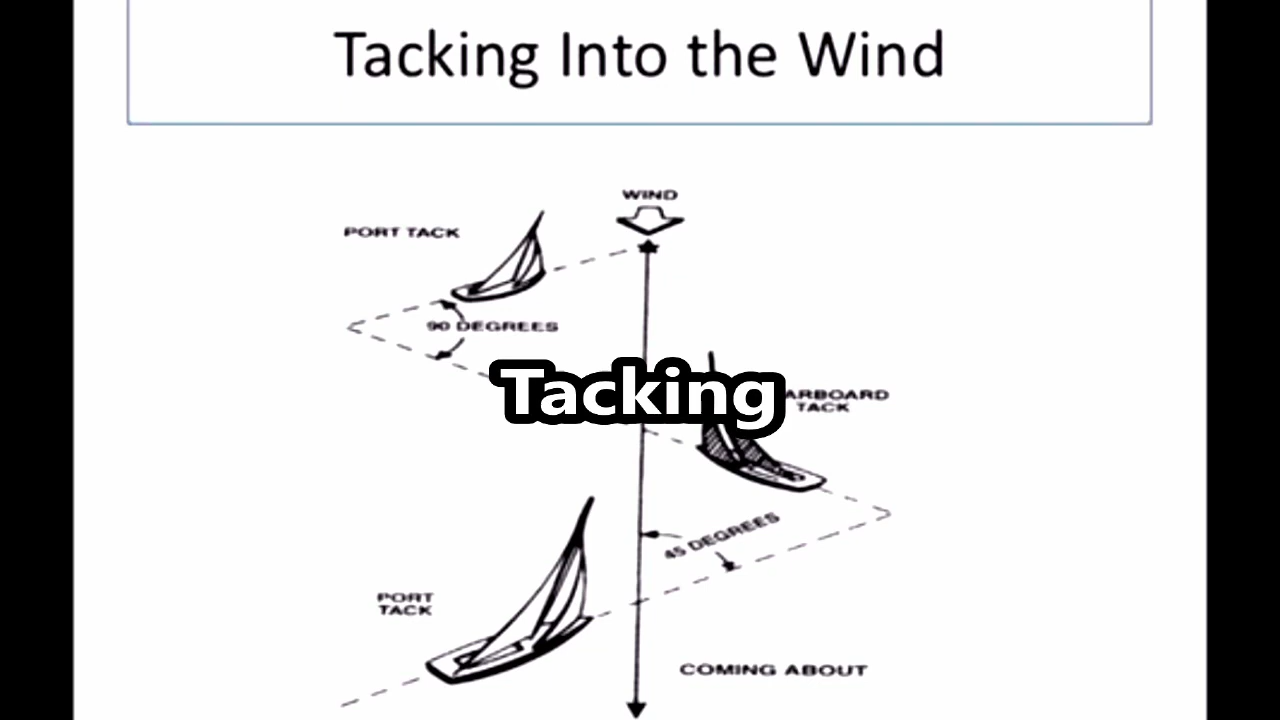 Tacking Into the Wind
WIND
PORT TACK
90 DEGREES
Tacking
ARBOARD
TACK
45 DEGREES
PORT
TACK
COMING ABOUT